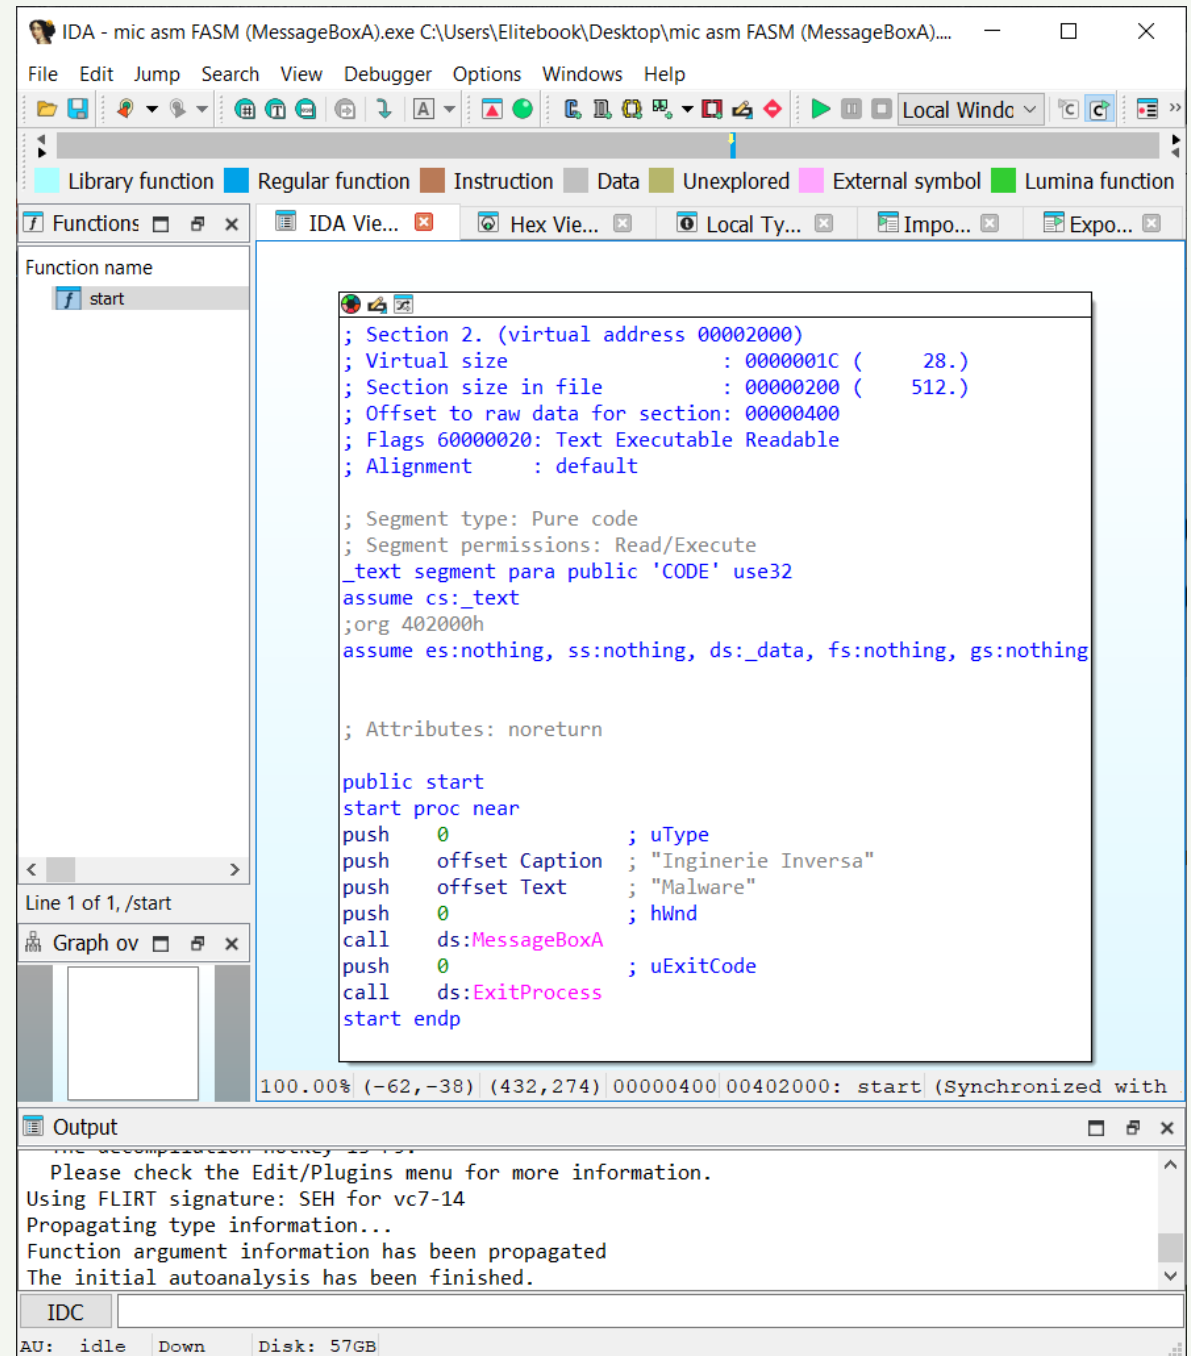 IDA - mic asm FASM (MessageBoxA).exe C:\Users\Elitebook\Desktop\mic asm FASM (MessageBoxA)....
File Edit Jump Search View Debugger Options Windows Help
Local Windo
Library function Regular function Instruction Data Unexplored External symbol Lumina function
Functions
IDA Vie... Hex Vie... Local Ty... Impo... Expo...
Function name
f start
; Section 2. (virtual address 00002000)
; Virtual size : 0000001C ( 28.)
; Section size in file : 00000200 ( 512.)
; Offset to raw data for section: 00000400
; Flags 60000020: Text Executable Readable
; Alignment : default
; Segment type: Pure code
; Segment permissions: Read/Execute
_text segment para public 'CODE' use32
assume cs:_text
;org 402000h
assume es:nothing, ss:nothing, ds:_data, fs:nothing, gs:nothing
; Attributes: noreturn
public start
start proc near
push 0 ; uType
push offset Caption ; "Inginerie Inversa"
push offset Text ; "Malware"
push 0 ; hWnd
call ds:MessageBoxA
push 0 ; uExitCode
call ds:ExitProcess
start endp
Line 1 of 1, /start
Graph ov
100.00% (-62,-38) (432,274) 00000400 00402000: start (Synchronized with
Output
Please check the Edit/Plugins menu for more information.
Using FLIRT signature: SEH for vc7-14
Propagating type information...
Function argument information has been propagated
The initial autoanalysis has been finished.
IDC
AU: idle Down Disk: 57GB